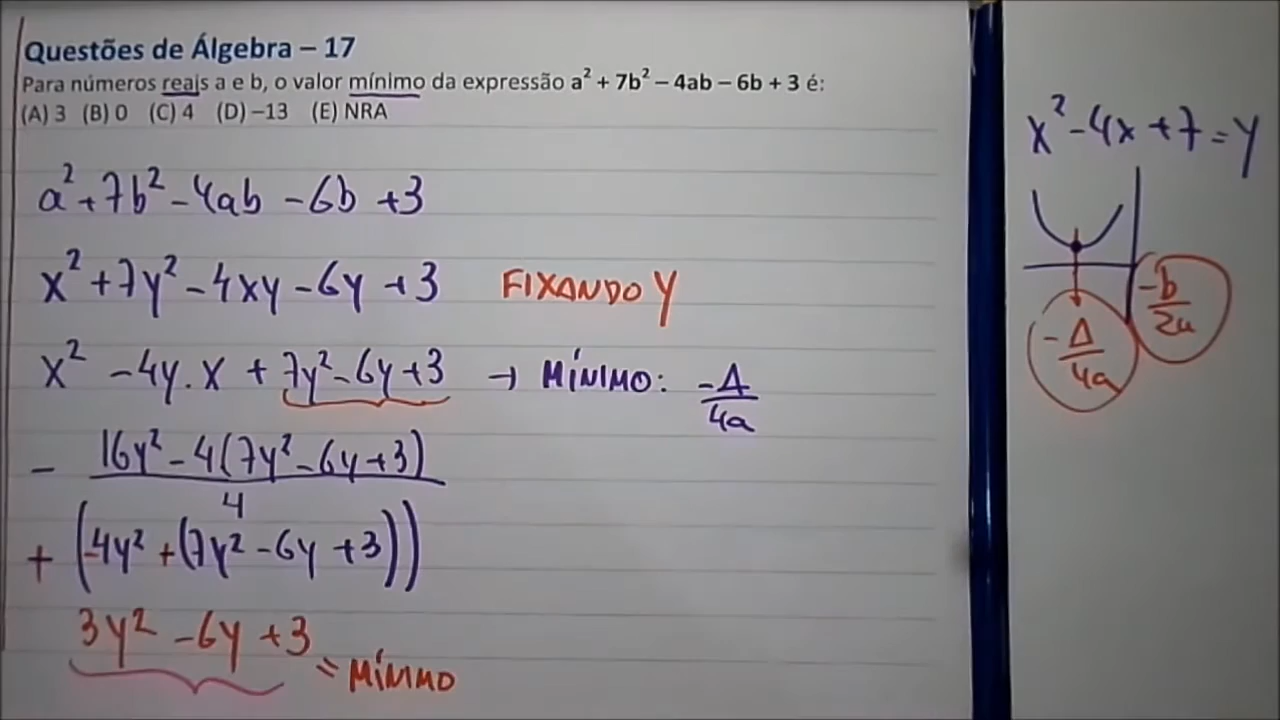 Questões de Álgebra – 17
Para números reais a e b, o valor mínimo da expressão a² + 7b² – 4ab – 6b + 3 é:
(A) 3 (B) 0 (C) 4 (D) –13 (E) NRA
a² + 7b² - 4ab - 6b + 3
x² + 7y² - 4xy - 6y + 3 FIXANDO Y
x² - 4y . x + 7y² - 6y + 3 → MÍNIMO: -Δ/4a
- 16y² - 4(7y² - 6y + 3)/4
+ (-4y² + (7y² - 6y + 3))
3y² - 6y + 3 = MÍNIMO
x² - 4x + 7 = y
-b/2a
-Δ/4a